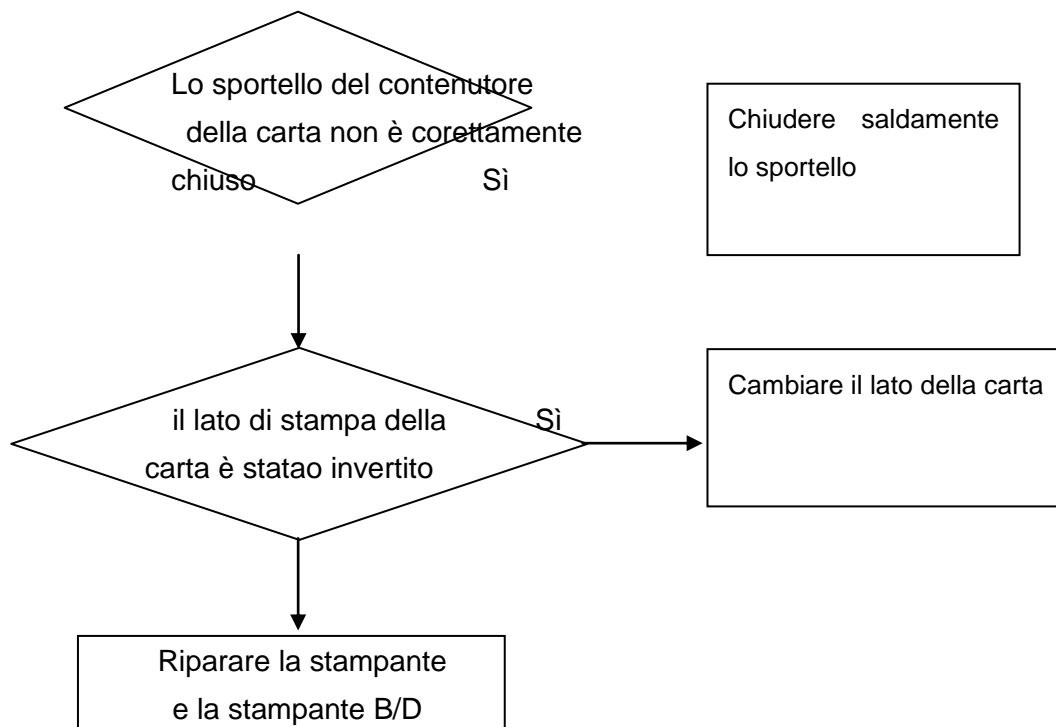 Lo sportello del contenutore
della carta non è corettamente
chiuso Sì
Chiudere saldamente
lo sportello
il lato di stampa della Sì
carta è statao invertito
Cambiare il lato della carta
Riparare la stampante
e la stampante B/D